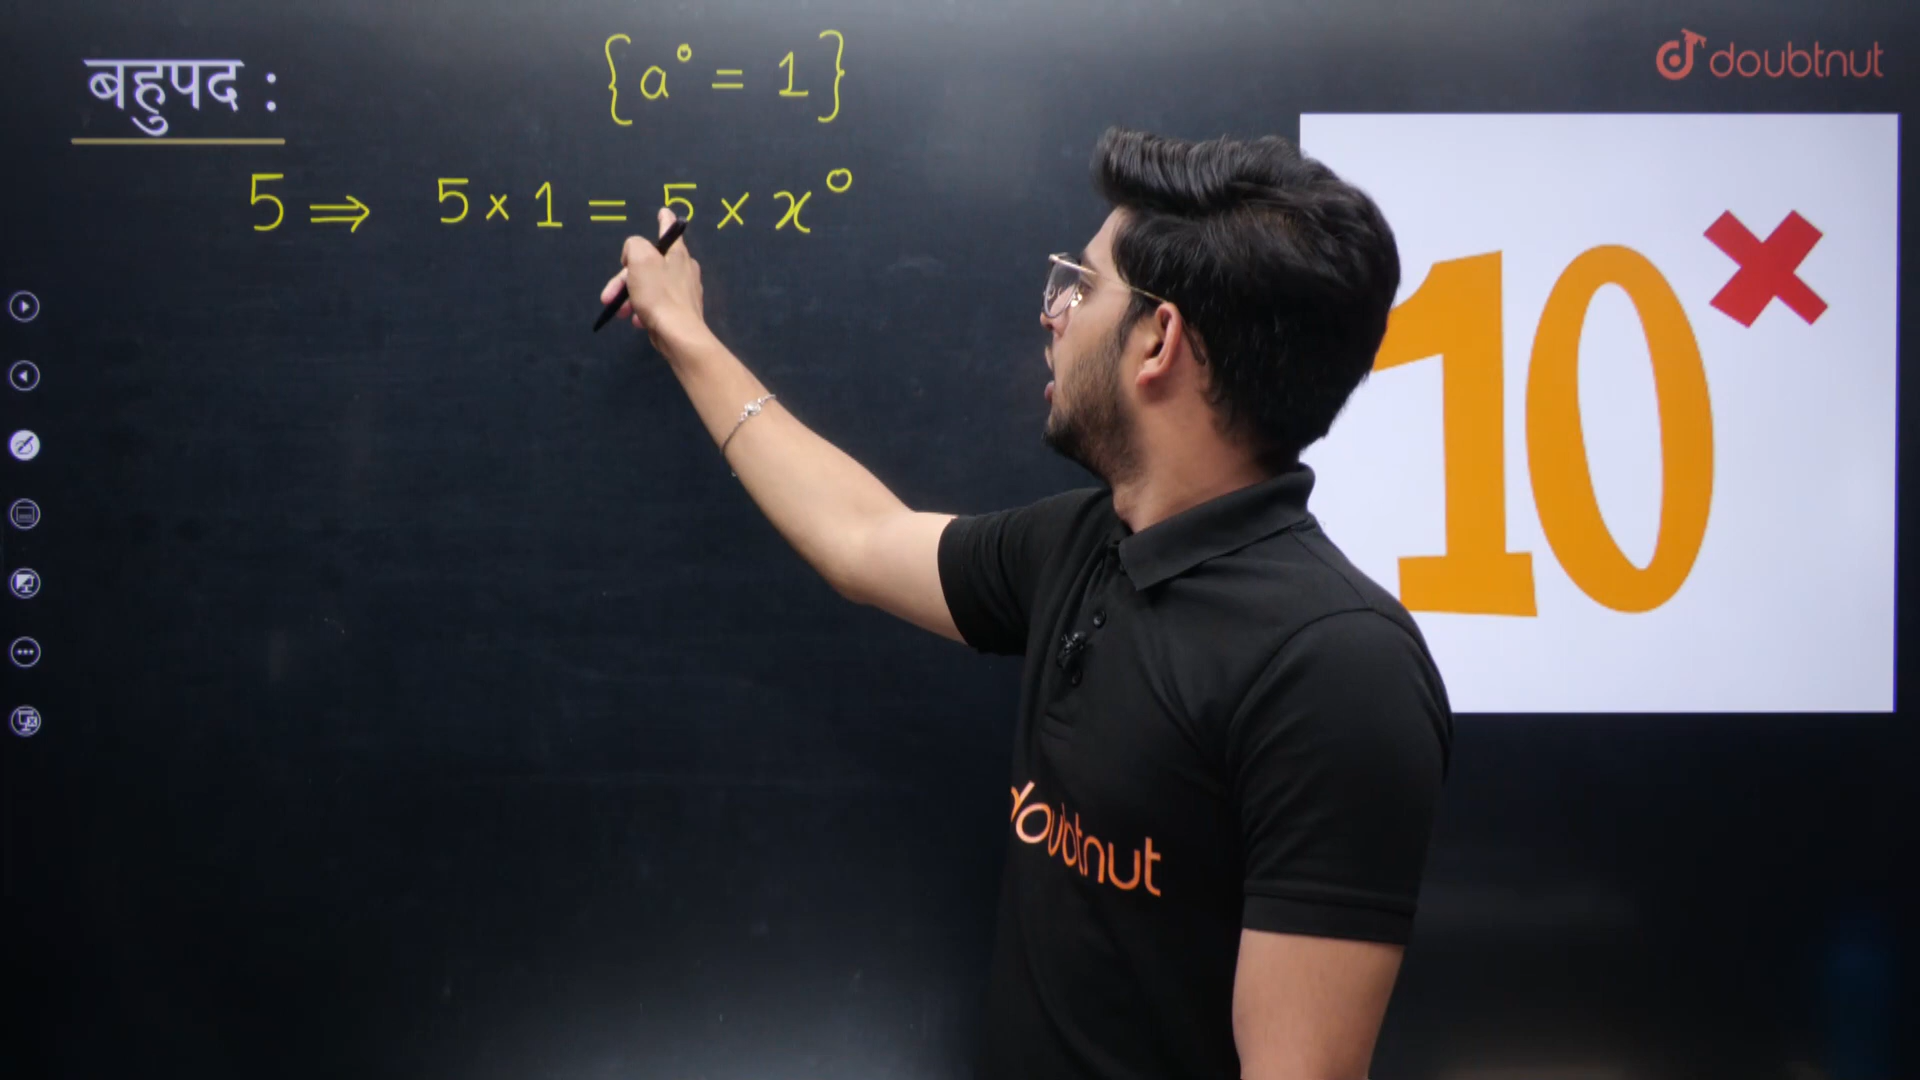 बहुपद :
{a° = 1}
5 ⇒ 5 × 1 = 5 × x°
doubtnut
10ˣ
doubtnut